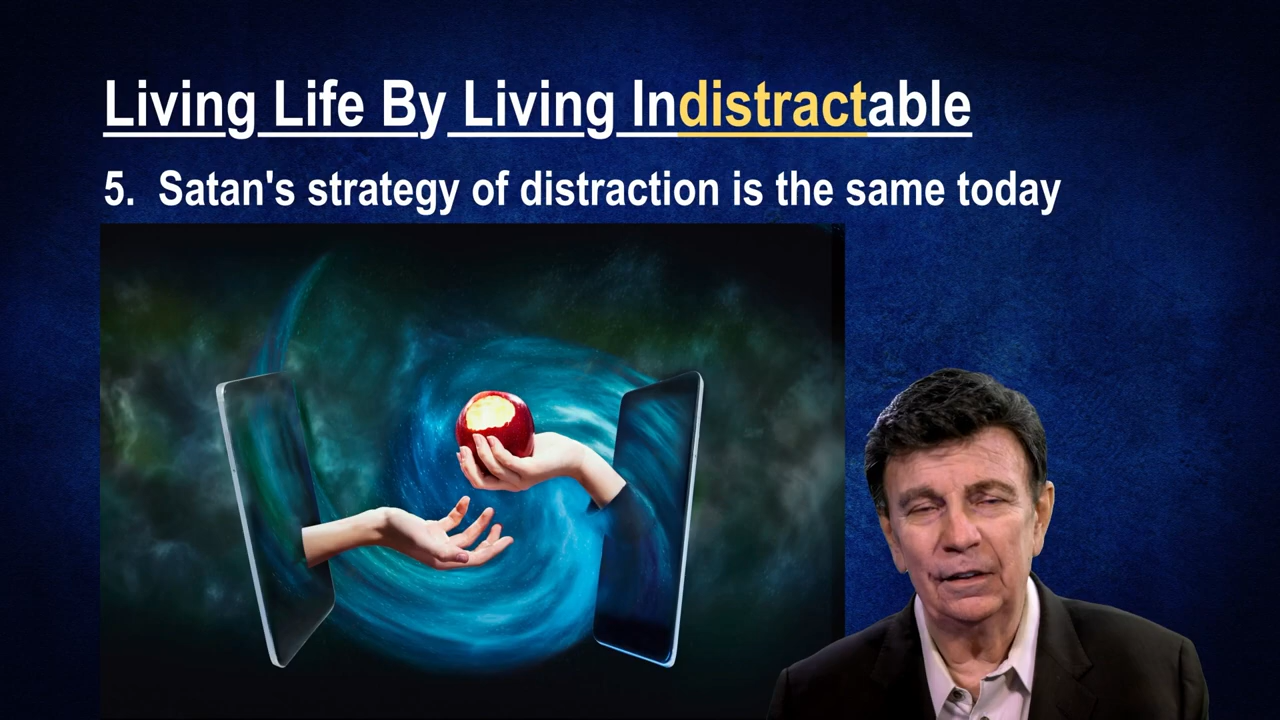 Living Life By Living Indistractable
5. Satan's strategy of distraction is the same today